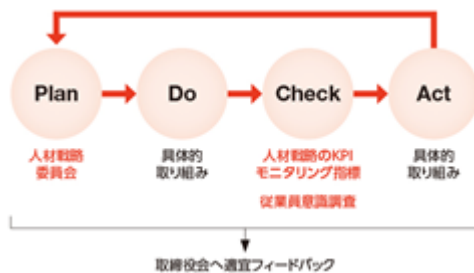 Plan
Do
Check
Act
人材戦略
委員会
具体的
取り組み
人材戦略のKPI
モニタリング指標
従業員意識調査
具体的
取り組み
取締役会へ適宜フィードバック